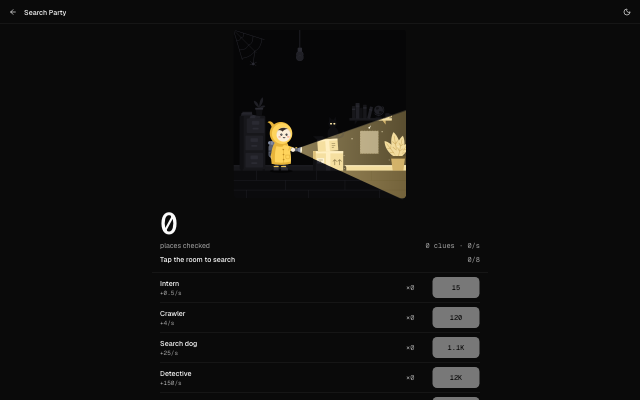 Search Party
0
places checked
0 clues · 0/s
Tap the room to search
0/8
Intern
+0.5/s
×0
15
Crawler
+4/s
×0
120
Search dog
+25/s
×0
1.1K
Detective
+150/s
×0
12K